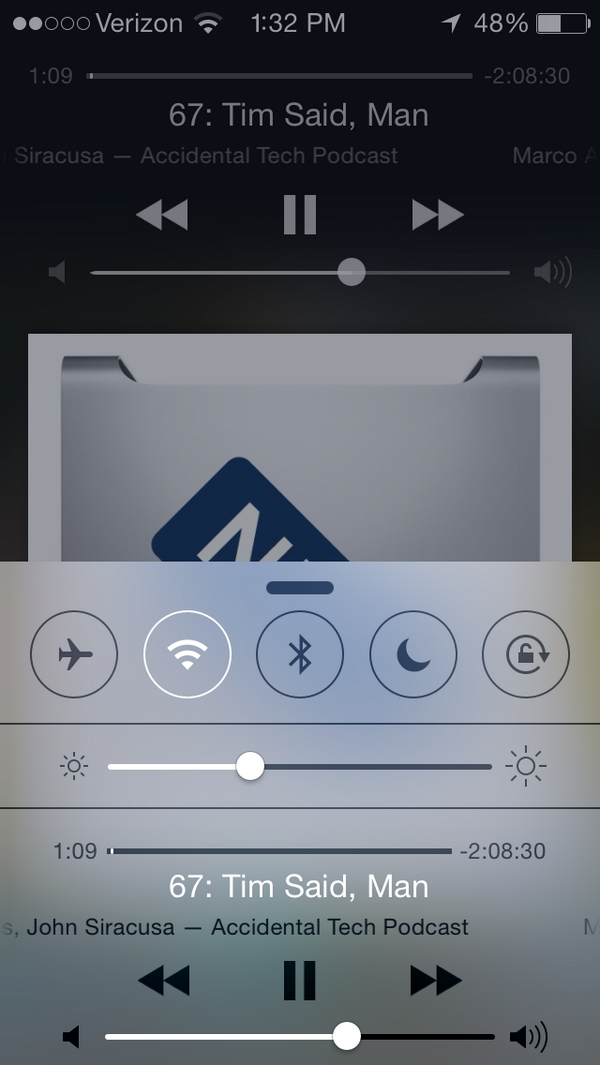 Verizon 1:32 PM 48%
1:09 -2:08:30
67: Tim Said, Man
Siracusa — Accidental Tech Podcast Marco A
1:09 -2:08:30
67: Tim Said, Man
s, John Siracusa — Accidental Tech Podcast M